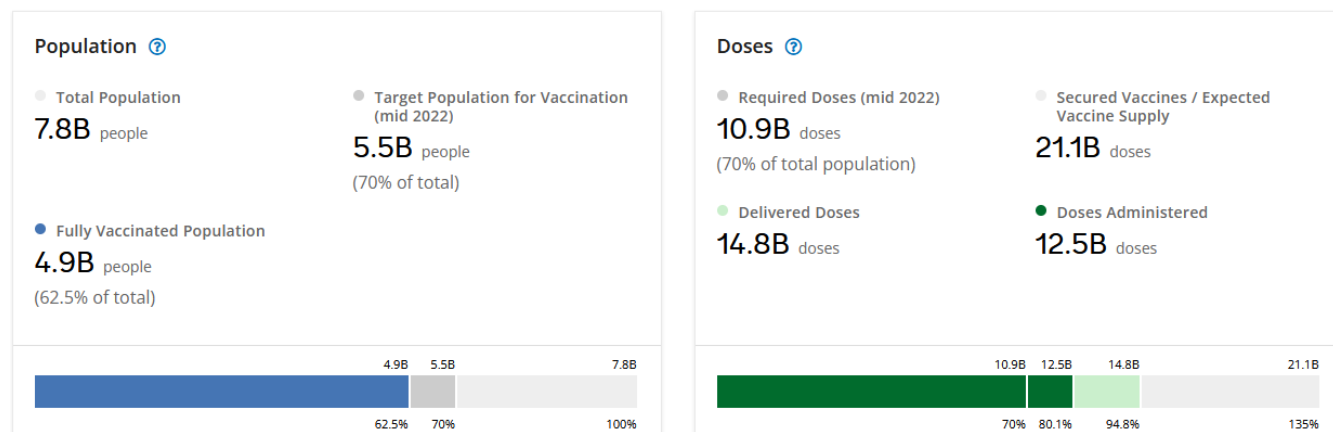 Population ?
Total Population
7.8B people
Target Population for Vaccination
(mid 2022)
5.5B people
(70% of total)
Fully Vaccinated Population
4.9B people
(62.5% of total)
4.9B 5.5B 7.8B
62.5% 70% 100%
Doses ?
Required Doses (mid 2022)
10.9B doses
(70% of total population)
Secured Vaccines / Expected
Vaccine Supply
21.1B doses
Delivered Doses
14.8B doses
Doses Administered
12.5B doses
10.9B 12.5B 14.8B 21.1B
70% 80.1% 94.8% 135%